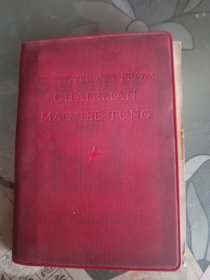 QUOTATIONS FROM
CHAIRMAN
MAO TSE-TUNG